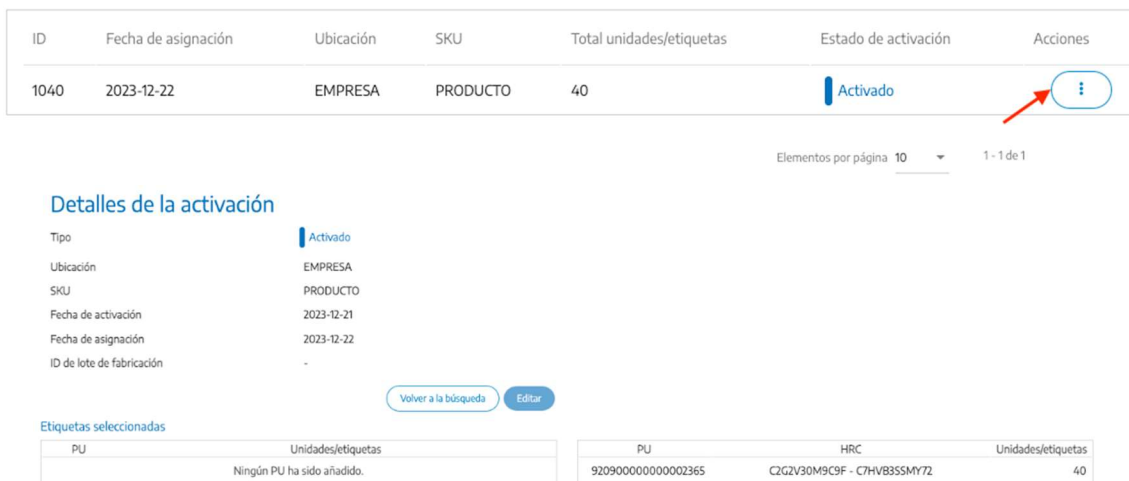 ID Fecha de asignación Ubicación SKU Total unidades/etiquetas Estado de activación Acciones
1040 2023-12-22 EMPRESA PRODUCTO 40 Activado
Elementos por página 10 1 - 1 de 1
Detalles de la activación
Tipo Activado
Ubicación EMPRESA
SKU PRODUCTO
Fecha de activación 2023-12-21
Fecha de asignación 2023-12-22
ID de lote de fabricación -
Volver a la búsqueda Editar
Etiquetas seleccionadas
PU Unidades/etiquetas PU HRC Unidades/etiquetas
Ningún PU ha sido añadido. 920900000000002365 C2G2V30M9C9F - C7HVB3SSMY72 40